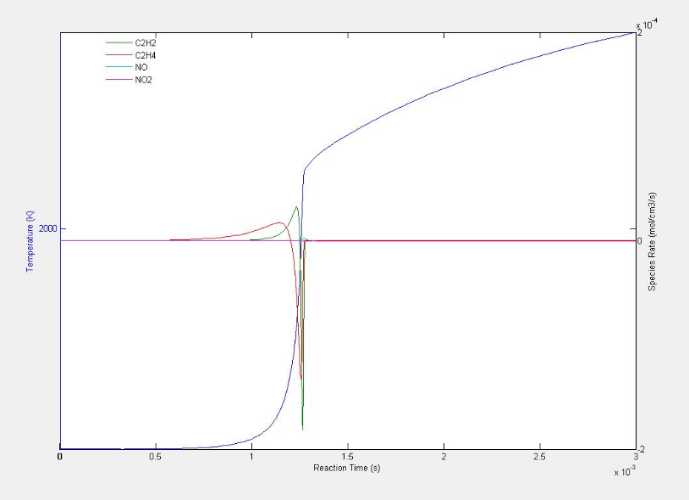 x 10^-4
2
C2H2
C2H4
NO
NO2
2000
0
Temperature (K)
Species Rate (mol/cm3/s)
-2
0 0.5 1 1.5 2 2.5 3
Reaction Time (s)
x 10^-3